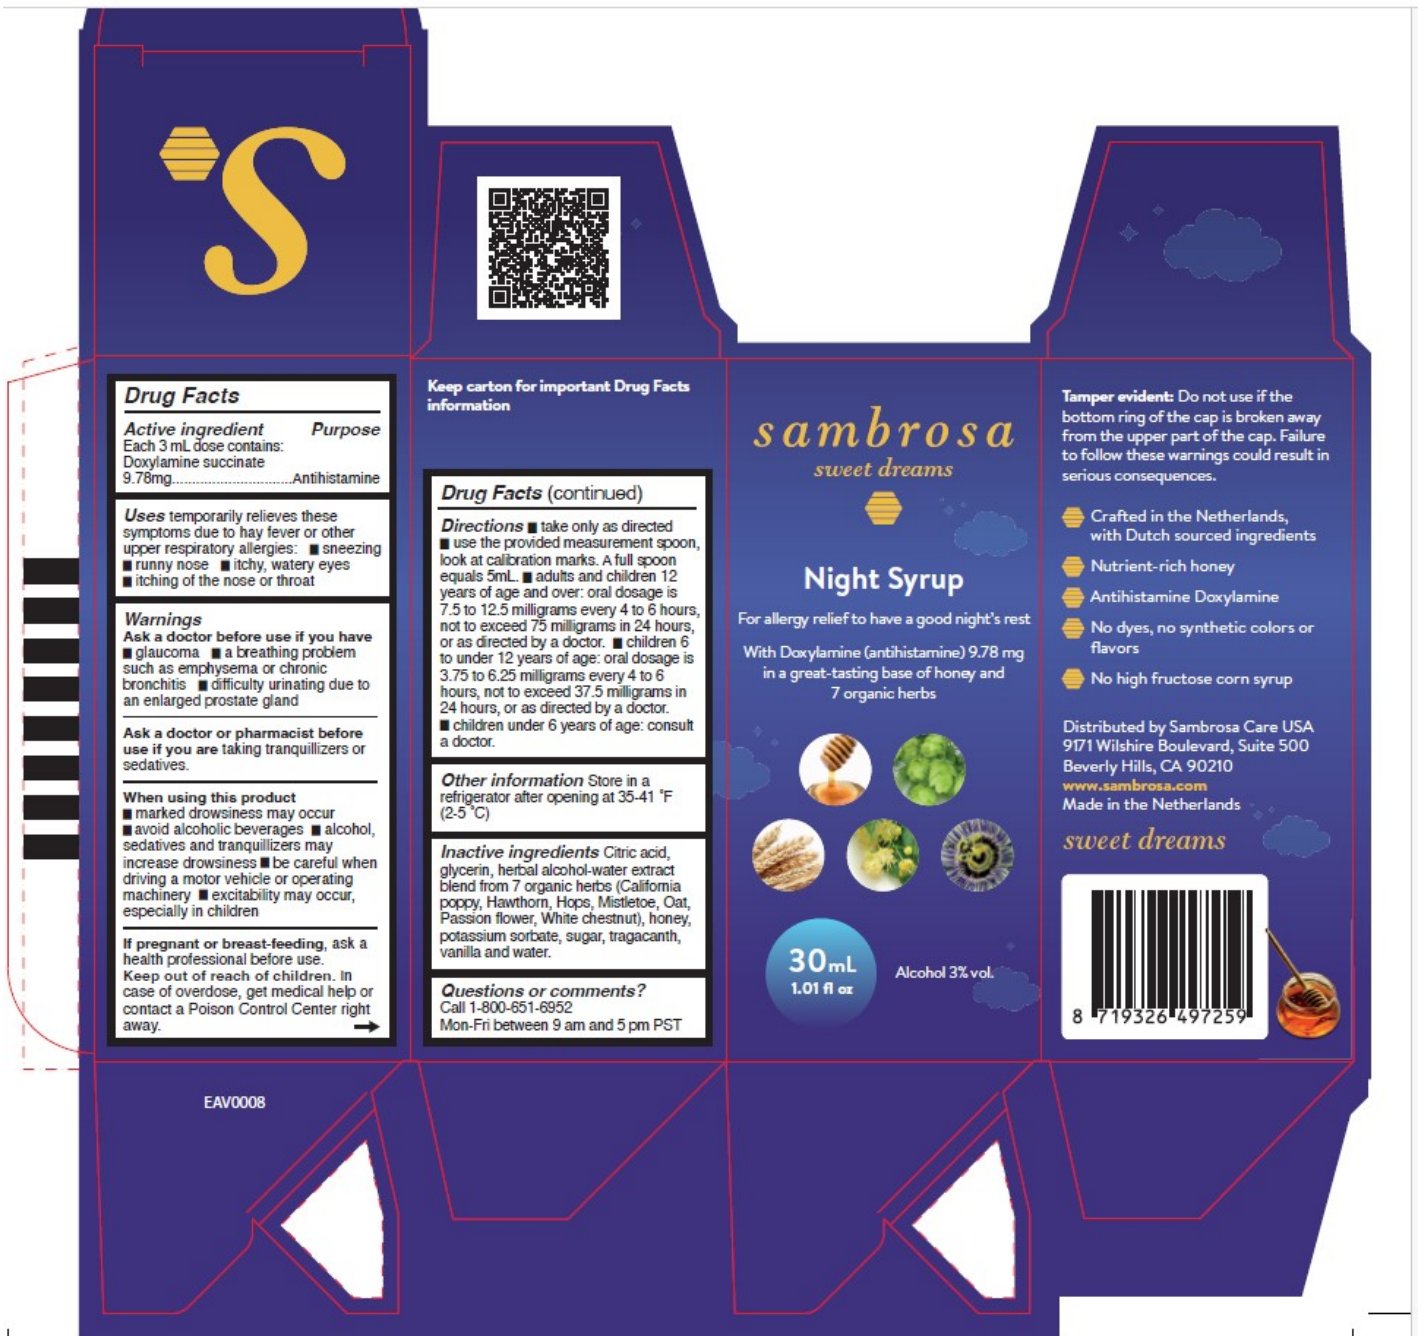 S
Drug Facts
Active ingredient Purpose
Each 3 mL dose contains:
Doxylamine succinate
9.78mg..............................Antihistamine
Uses temporarily relieves these
symptoms due to hay fever or other
upper respiratory allergies: ■ sneezing
■ runny nose ■ itchy, watery eyes
■ itching of the nose or throat
Warnings
Ask a doctor before use if you have
■ glaucoma ■ a breathing problem
such as emphysema or chronic
bronchitis ■ difficulty urinating due to
an enlarged prostate gland
Ask a doctor or pharmacist before
use if you are taking tranquillizers or
sedatives.
When using this product
■ marked drowsiness may occur
■ avoid alcoholic beverages ■ alcohol,
sedatives and tranquillizers may
increase drowsiness ■ be careful when
driving a motor vehicle or operating
machinery ■ excitability may occur,
especially in children
If pregnant or breast-feeding, ask a
health professional before use.
Keep out of reach of children. In
case of overdose, get medical help or
contact a Poison Control Center right
away.
EAV0008
Keep carton for important Drug Facts
information
Drug Facts (continued)
Directions ■ take only as directed
■ use the provided measurement spoon,
look at calibration marks. A full spoon
equals 5mL. ■ adults and children 12
years of age and over: oral dosage is
7.5 to 12.5 milligrams every 4 to 6 hours,
not to exceed 75 milligrams in 24 hours,
or as directed by a doctor. ■ children 6
to under 12 years of age: oral dosage is
3.75 to 6.25 milligrams every 4 to 6
hours, not to exceed 37.5 milligrams in
24 hours, or as directed by a doctor.
■ children under 6 years of age: consult
a doctor.
Other information Store in a
refrigerator after opening at 35-41 ˚F
(2-5 ˚C)
Inactive ingredients Citric acid,
glycerin, herbal alcohol-water extract
blend from 7 organic herbs (California
poppy, Hawthorn, Hops, Mistletoe, Oat,
Passion flower, White chestnut), honey,
potassium sorbate, sugar, tragacanth,
vanilla and water.
Questions or comments?
Call 1-800-651-6952
Mon-Fri between 9 am and 5 pm PST
sambrosa
sweet dreams
Night Syrup
For allergy relief to have a good night's rest
With Doxylamine (antihistamine) 9.78 mg
in a great-tasting base of honey and
7 organic herbs
30 mL
1.01 fl oz
Alcohol 3% vol.
Tamper evident: Do not use if the
bottom ring of the cap is broken away
from the upper part of the cap. Failure
to follow these warnings could result in
serious consequences.
Crafted in the Netherlands,
with Dutch sourced ingredients
Nutrient-rich honey
Antihistamine Doxylamine
No dyes, no synthetic colors or
flavors
No high fructose corn syrup
Distributed by Sambrosa Care USA
9171 Wilshire Boulevard, Suite 500
Beverly Hills, CA 90210
www.sambrosa.com
Made in the Netherlands
sweet dreams
8 719326 497259